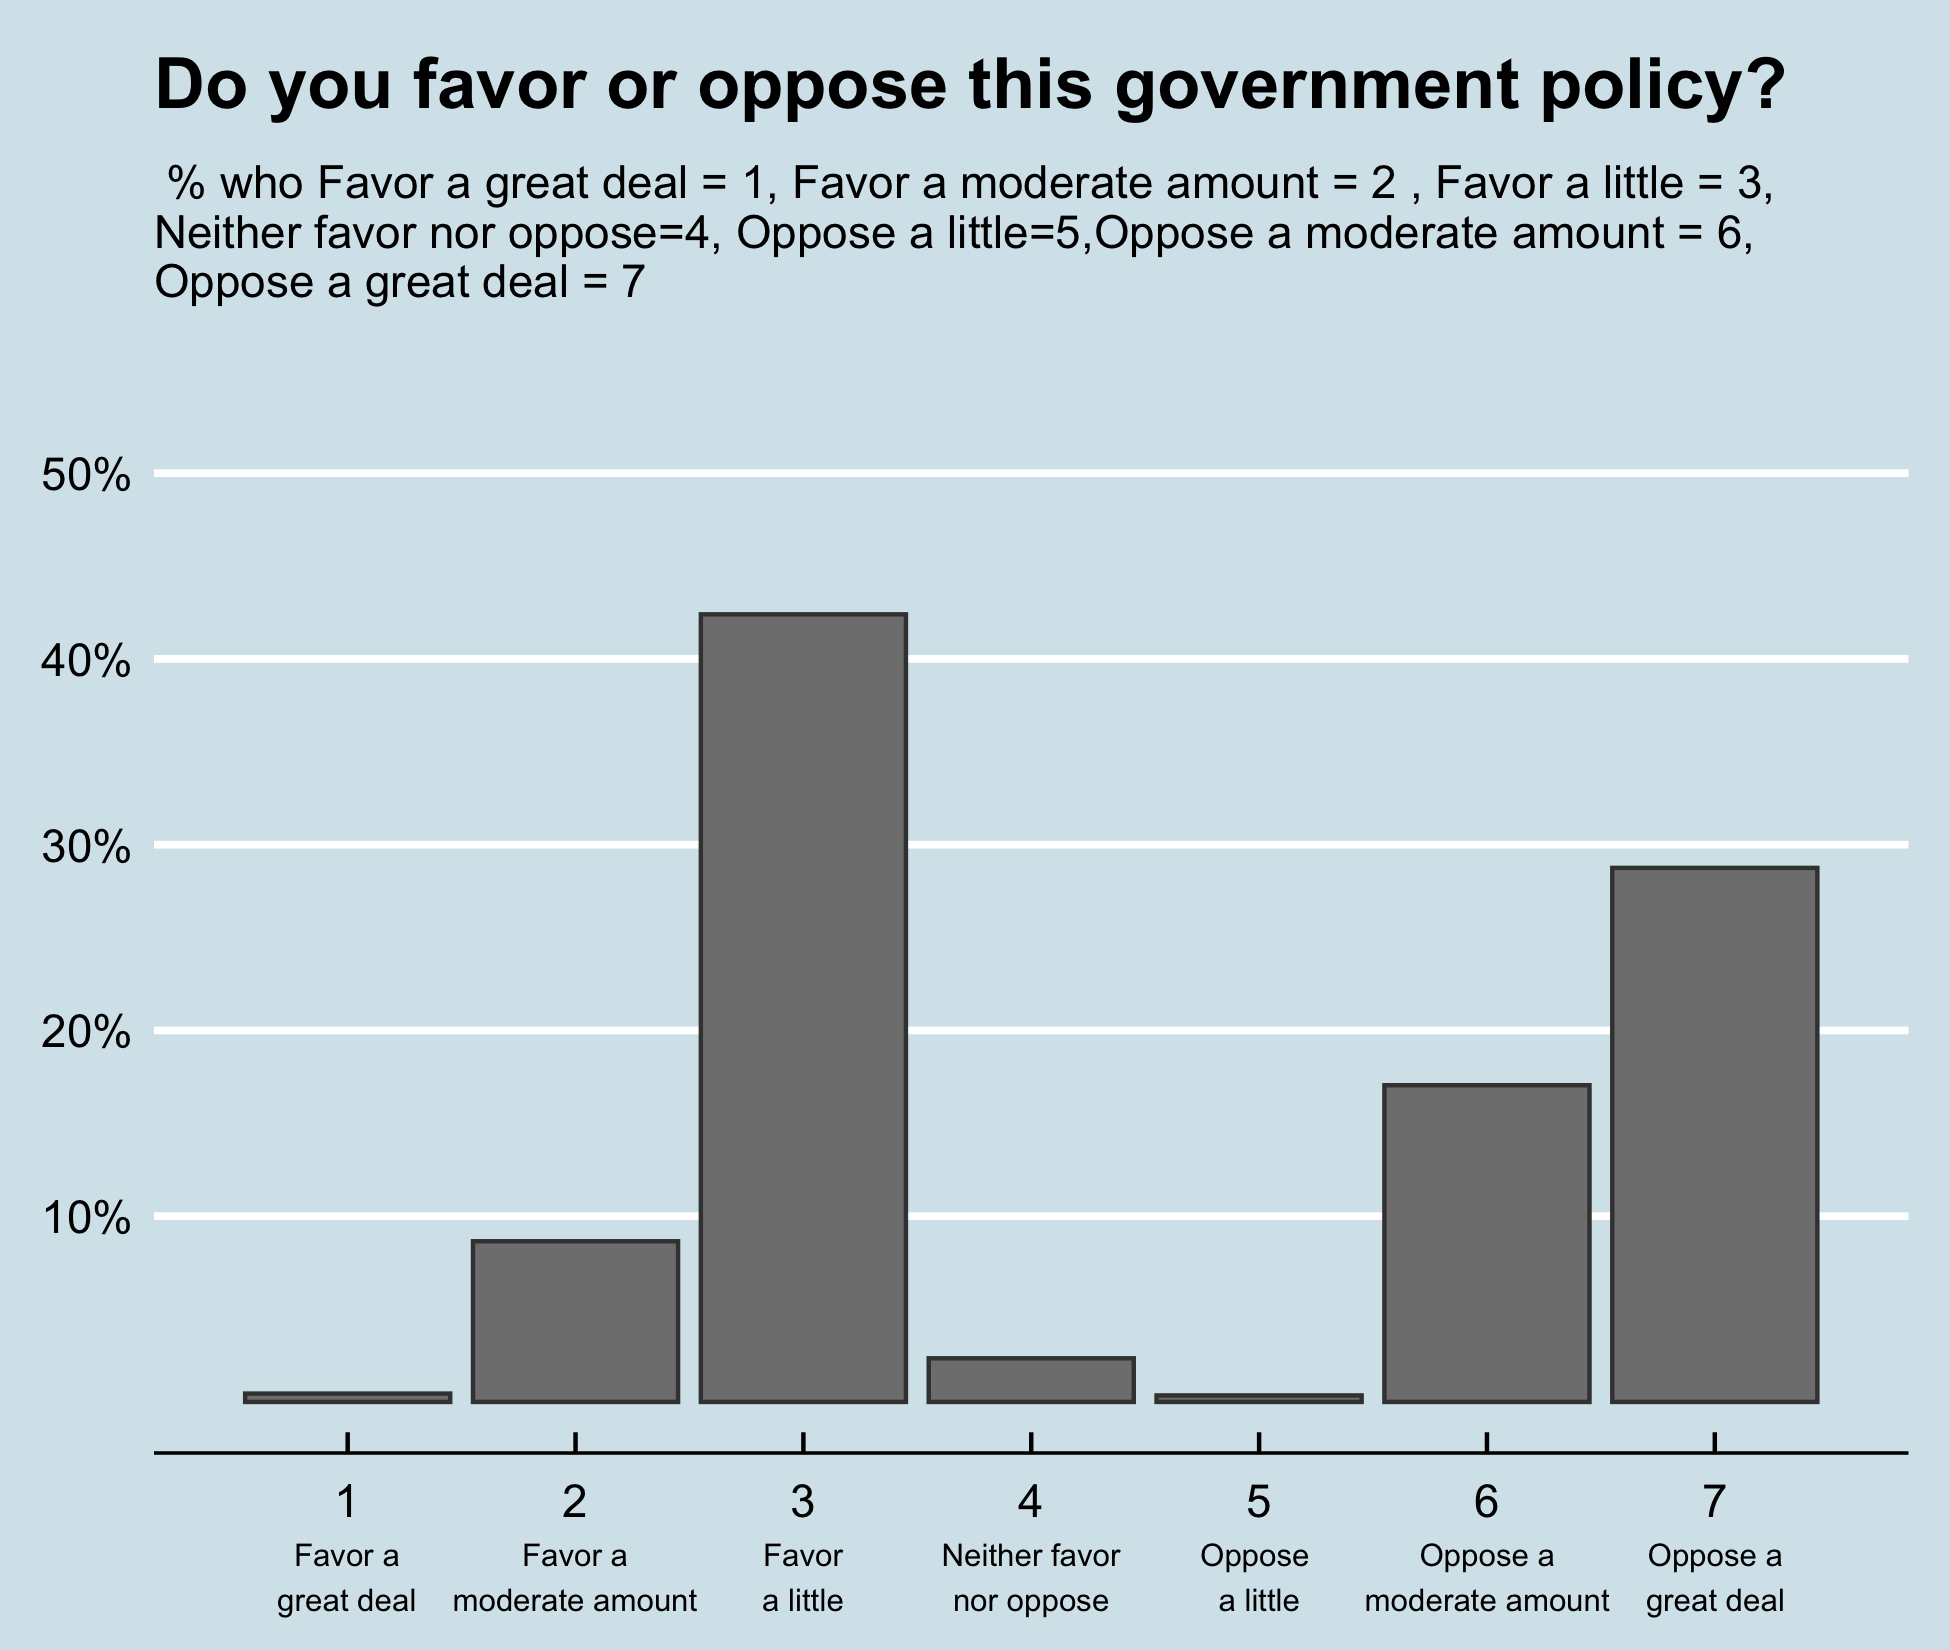 Do you favor or oppose this government policy?
% who Favor a great deal = 1, Favor a moderate amount = 2 , Favor a little = 3,
Neither favor nor oppose=4, Oppose a little=5,Oppose a moderate amount = 6,
Oppose a great deal = 7
50%
40%
30%
20%
10%
1 2 3 4 5 6 7
Favor a Favor a Favor Neither favor Oppose Oppose a Oppose a
great deal moderate amount a little nor oppose a little moderate amount great deal